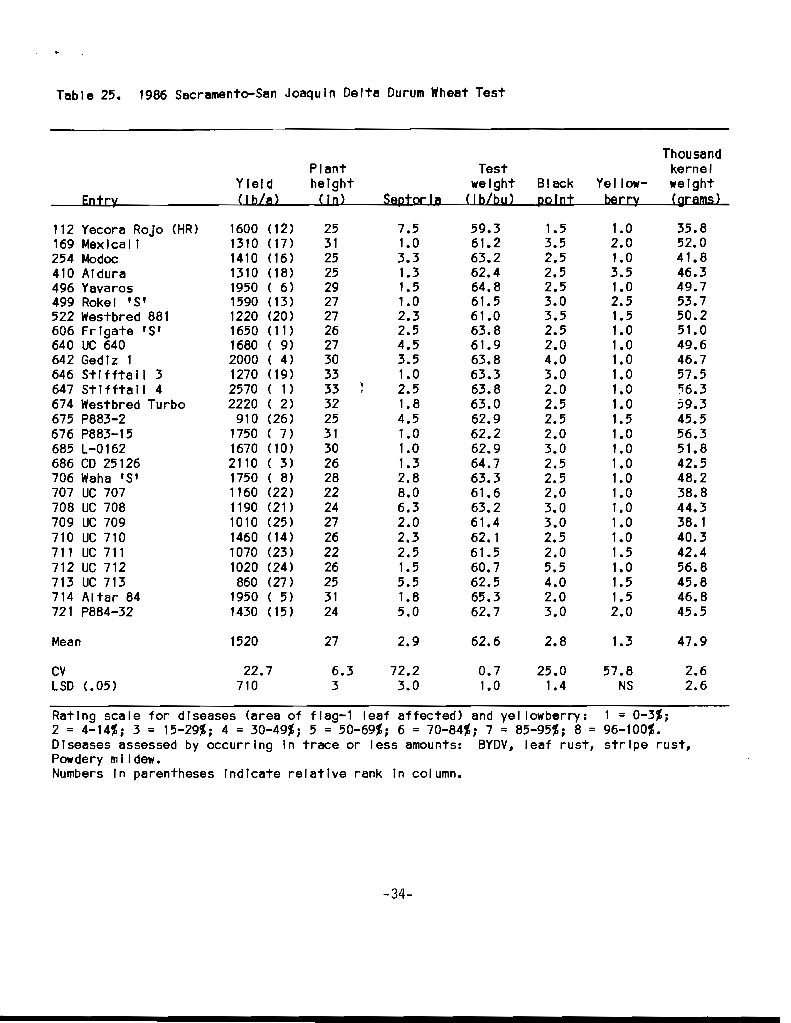 Table 25. 1986 Sacramento-San Joaquin Delta Durum Wheat Test
Thousand
Plant Test kernel
Yield height weight Black Yellow- weight
Entry (lb/a) (in) Septoria (lb/bu) point berry (grams)
112 Yecora Rojo (HR) 1600 (12) 25 7.5 59.3 1.5 1.0 35.8
169 Mexicali 1310 (17) 31 1.0 61.2 3.5 2.0 52.0
254 Modoc 1410 (16) 25 3.3 63.2 2.5 1.0 41.8
410 Aldura 1310 (18) 25 1.3 62.4 2.5 3.5 46.3
496 Yavaros 1950 ( 6) 29 1.5 64.8 2.5 1.0 49.7
499 Rokel 'S' 1590 (13) 27 1.0 61.5 3.0 2.5 53.7
522 Westbred 881 1220 (20) 27 2.3 61.0 3.5 1.5 50.2
606 Frigate 'S' 1650 (11) 26 2.5 63.8 2.5 1.0 51.0
640 UC 640 1680 ( 9) 27 4.5 61.9 2.0 1.0 49.6
642 Gediz 1 2000 ( 4) 30 3.5 63.8 4.0 1.0 46.7
646 Stifftail 3 1270 (19) 33 1.0 63.3 3.0 1.0 57.5
647 Stifftail 4 2570 ( 1) 33 2.5 63.8 2.0 1.0 56.3
674 Westbred Turbo 2220 ( 2) 32 1.8 63.0 2.5 1.0 59.3
675 P883-2 910 (26) 25 4.5 62.9 2.5 1.5 45.5
676 P883-15 1750 ( 7) 31 1.0 62.2 2.0 1.0 56.3
685 L-0162 1670 (10) 30 1.0 62.9 3.0 1.0 51.8
686 CD 25126 2110 ( 3) 26 1.3 64.7 2.5 1.0 42.5
706 Waha 'S' 1750 ( 8) 28 2.8 63.3 2.5 1.0 48.2
707 UC 707 1160 (22) 22 8.0 61.6 2.0 1.0 38.8
708 UC 708 1190 (21) 24 6.3 63.2 3.0 1.0 44.3
709 UC 709 1010 (25) 27 2.0 61.4 3.0 1.0 38.1
710 UC 710 1460 (14) 26 2.3 62.1 2.5 1.0 40.3
711 UC 711 1070 (23) 22 2.5 61.5 2.0 1.5 42.4
712 UC 712 1020 (24) 26 1.5 60.7 5.5 1.0 56.8
713 UC 713 860 (27) 25 5.5 62.5 4.0 1.5 45.8
714 Altar 84 1950 ( 5) 31 1.8 65.3 2.0 1.5 46.8
721 P884-32 1430 (15) 24 5.0 62.7 3.0 2.0 45.5
Mean 1520 27 2.9 62.6 2.8 1.3 47.9
CV 22.7 6.3 72.2 0.7 25.0 57.8 2.6
LSD (.05) 710 3 3.0 1.0 1.4 NS 2.6
Rating scale for diseases (area of flag-1 leaf affected) and yellowberry: 1 = 0-3%;
2 = 4-14%; 3 = 15-29%; 4 = 30-49%; 5 = 50-69%; 6 = 70-84%; 7 = 85-95%; 8 = 96-100%.
Diseases assessed by occurring in trace or less amounts: BYDV, leaf rust, stripe rust,
Powdery mildew.
Numbers in parentheses indicate relative rank in column.
-34-